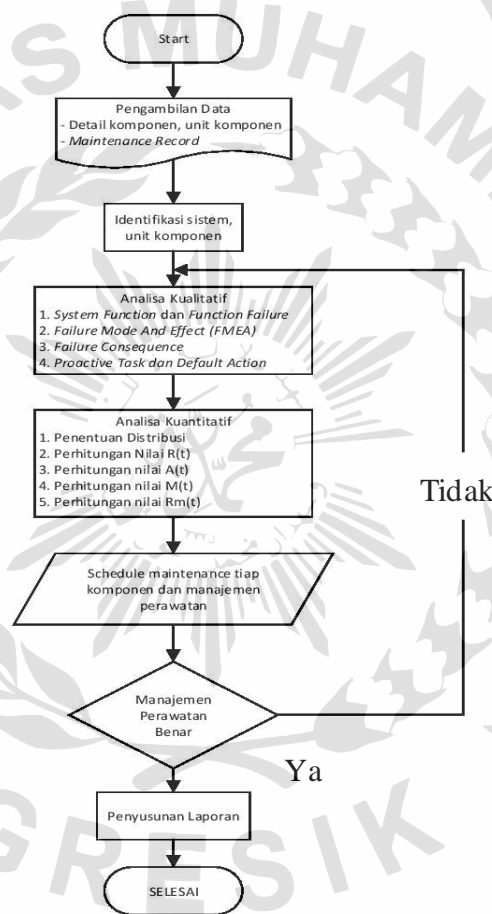 Start
Pengambilan Data
- Detail komponen, unit komponen
- Maintenance Record
Identifikasi sistem,
unit komponen
Analisa Kualitatif
1. System Function dan Function Failure
2. Failure Mode And Effect (FMEA)
3. Failure Consequence
4. Proactive Task dan Default Action
Analisa Kuantitatif
1. Penentuan Distribusi
2. Perhitungan Nilai R(t)
3. Perhitungan nilai A(t)
4. Perhitungan nilai M(t)
5. Perhitungan nilai Rm(t)
Tidak
Schedule maintenance tiap
komponen dan manajemen
perawatan
Manajemen
Perawatan
Benar
Ya
Penyusunan Laporan
SELESAI
AS MUHAM
GRESIK